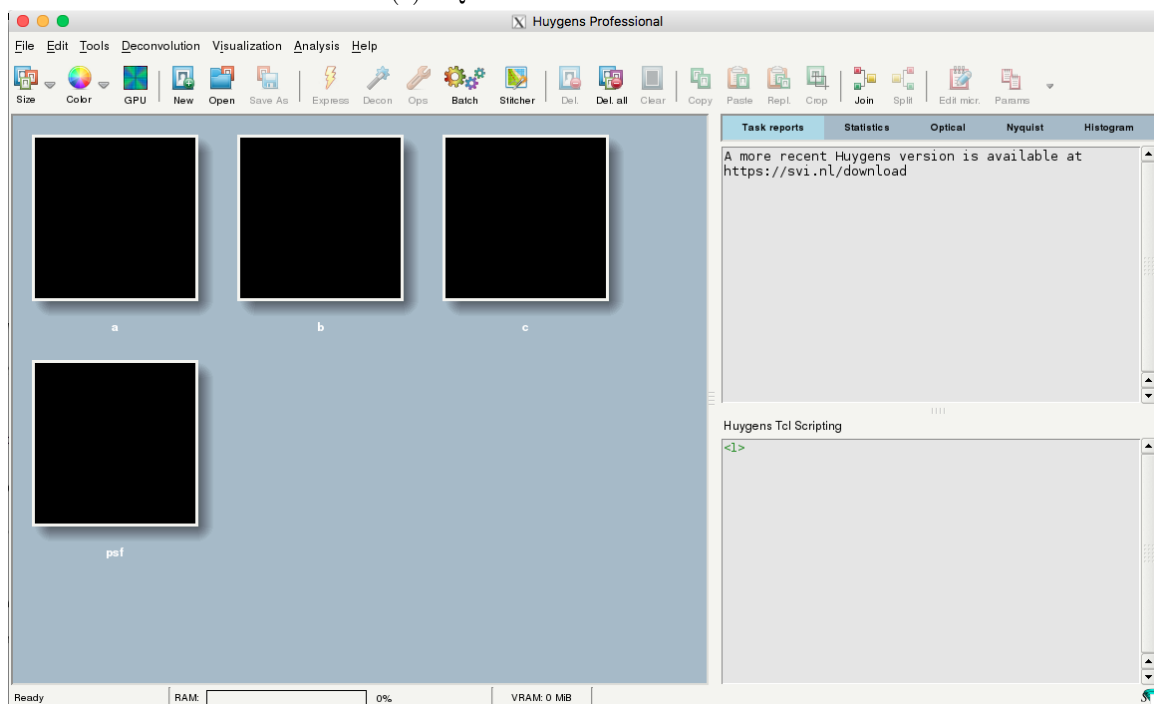 Huygens Professional
File Edit Tools Deconvolution Visualization Analysis Help
Size Color GPU New Open Save As Express Decon Ops Batch Stitcher Del. Del. all Clear Copy Paste Repl. Crop Join Split Edit micr. Params
Task reports Statistics Optical Nyquist Histogram
A more recent Huygens version is available at
https://svi.nl/download
a b c
psf
Huygens Tcl Scripting
<1>
Ready RAM: 0% VRAM: 0 MiB